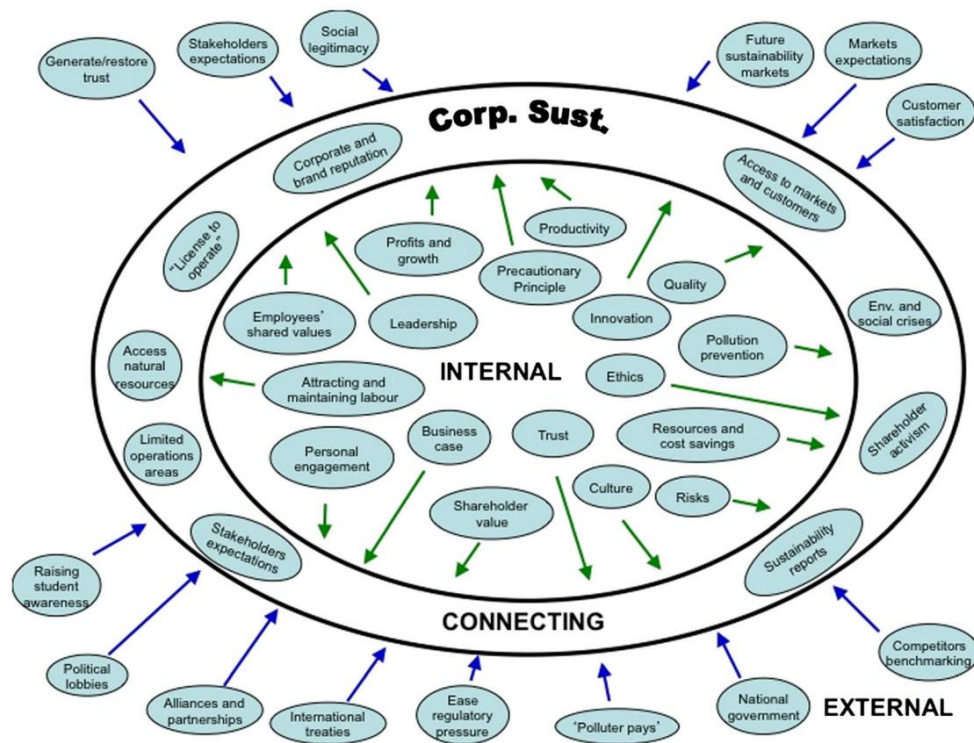 Generate/restore
trust
Stakeholders
expectations
Social
legitimacy
Future
sustainability
markets
Markets
expectations
Customer
satisfaction
Corp. Sust.
Corporate and
brand reputation
Access to markets
and customers
"License to
operate"
Env. and
social crises
Access
natural
resources
Shareholder
activism
Limited
operations
areas
Stakeholders
expectations
Sustainability
reports
Productivity
Profits and
growth
Precautionary
Principle
Quality
Employees'
shared values
Leadership
Innovation
Pollution
prevention
INTERNAL
Ethics
Attracting and
maintaining labour
Business
case
Trust
Resources and
cost savings
Personal
engagement
Culture
Risks
Shareholder
value
CONNECTING
Raising
student
awareness
Political
lobbies
Alliances and
partnerships
International
treaties
Ease
regulatory
pressure
'Polluter pays'
National
government
Competitors
benchmarking
EXTERNAL